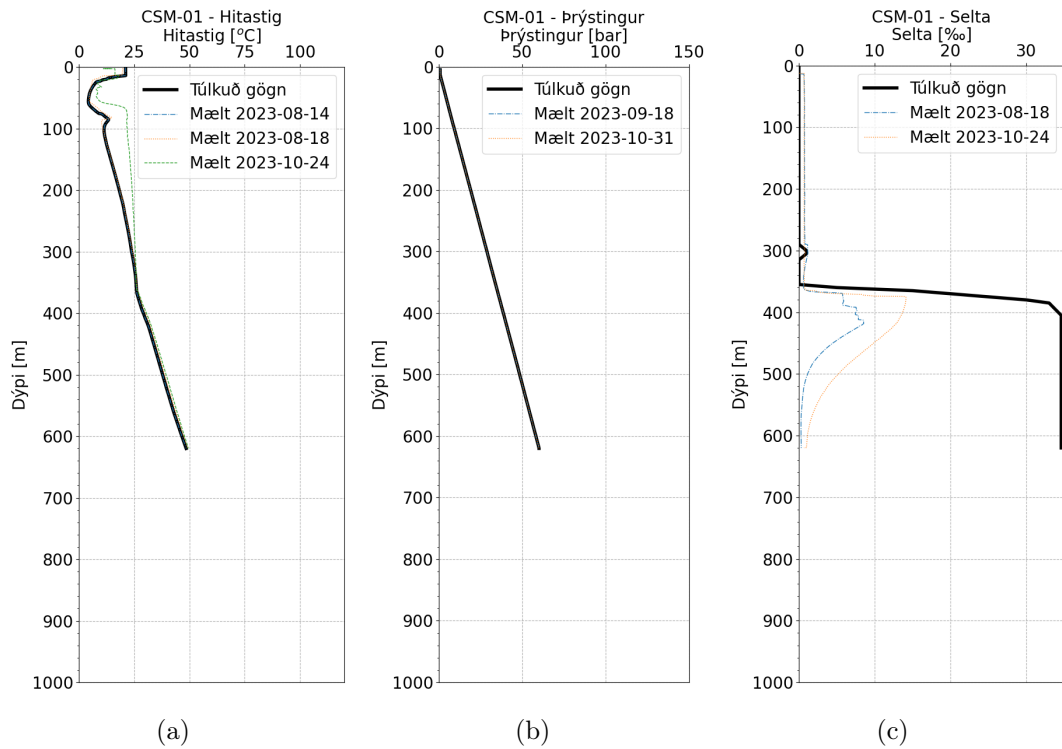 CSM-01 - Hitastig
Hitastig [°C]
0 25 50 75 100
0
100
200
300
400
500
600
700
800
900
1000
Dýpi [m]
Túlkuð gögn
Mælt 2023-08-14
Mælt 2023-08-18
Mælt 2023-10-24
(a)
CSM-01 - Þrýstingur
Þrýstingur [bar]
0 50 100 150
0
100
200
300
400
500
600
700
800
900
1000
Dýpi [m]
Túlkuð gögn
Mælt 2023-09-18
Mælt 2023-10-31
(b)
CSM-01 - Selta
Selta [‰]
0 10 20 30
0
100
200
300
400
500
600
700
800
900
1000
Dýpi [m]
Túlkuð gögn
Mælt 2023-08-18
Mælt 2023-10-24
(c)